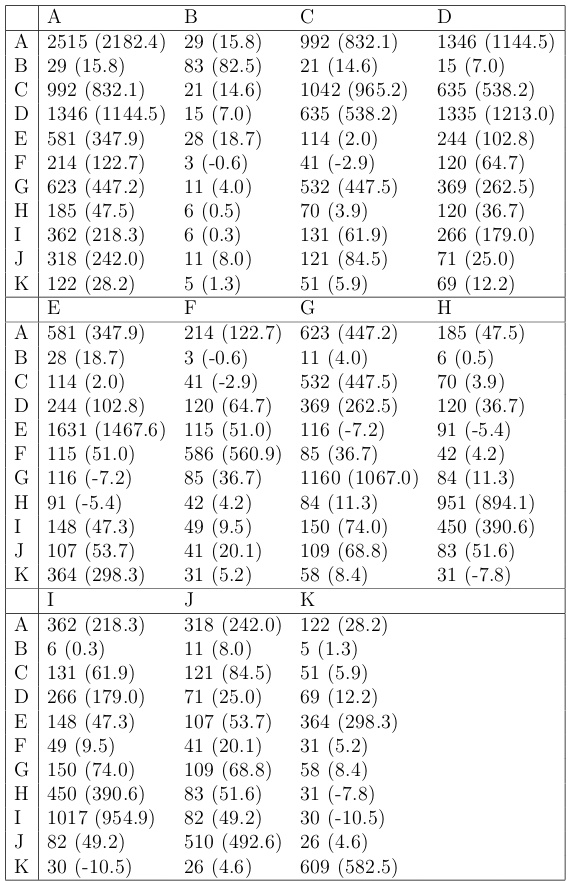 A B C D
A 2515 (2182.4) 29 (15.8) 992 (832.1) 1346 (1144.5)
B 29 (15.8) 83 (82.5) 21 (14.6) 15 (7.0)
C 992 (832.1) 21 (14.6) 1042 (965.2) 635 (538.2)
D 1346 (1144.5) 15 (7.0) 635 (538.2) 1335 (1213.0)
E 581 (347.9) 28 (18.7) 114 (2.0) 244 (102.8)
F 214 (122.7) 3 (-0.6) 41 (-2.9) 120 (64.7)
G 623 (447.2) 11 (4.0) 532 (447.5) 369 (262.5)
H 185 (47.5) 6 (0.5) 70 (3.9) 120 (36.7)
I 362 (218.3) 6 (0.3) 131 (61.9) 266 (179.0)
J 318 (242.0) 11 (8.0) 121 (84.5) 71 (25.0)
K 122 (28.2) 5 (1.3) 51 (5.9) 69 (12.2)
E F G H
A 581 (347.9) 214 (122.7) 623 (447.2) 185 (47.5)
B 28 (18.7) 3 (-0.6) 11 (4.0) 6 (0.5)
C 114 (2.0) 41 (-2.9) 532 (447.5) 70 (3.9)
D 244 (102.8) 120 (64.7) 369 (262.5) 120 (36.7)
E 1631 (1467.6) 115 (51.0) 116 (-7.2) 91 (-5.4)
F 115 (51.0) 586 (560.9) 85 (36.7) 42 (4.2)
G 116 (-7.2) 85 (36.7) 1160 (1067.0) 84 (11.3)
H 91 (-5.4) 42 (4.2) 84 (11.3) 951 (894.1)
I 148 (47.3) 49 (9.5) 150 (74.0) 450 (390.6)
J 107 (53.7) 41 (20.1) 109 (68.8) 83 (51.6)
K 364 (298.3) 31 (5.2) 58 (8.4) 31 (-7.8)
I J K
A 362 (218.3) 318 (242.0) 122 (28.2)
B 6 (0.3) 11 (8.0) 5 (1.3)
C 131 (61.9) 121 (84.5) 51 (5.9)
D 266 (179.0) 71 (25.0) 69 (12.2)
E 148 (47.3) 107 (53.7) 364 (298.3)
F 49 (9.5) 41 (20.1) 31 (5.2)
G 150 (74.0) 109 (68.8) 58 (8.4)
H 450 (390.6) 83 (51.6) 31 (-7.8)
I 1017 (954.9) 82 (49.2) 30 (-10.5)
J 82 (49.2) 510 (492.6) 26 (4.6)
K 30 (-10.5) 26 (4.6) 609 (582.5)